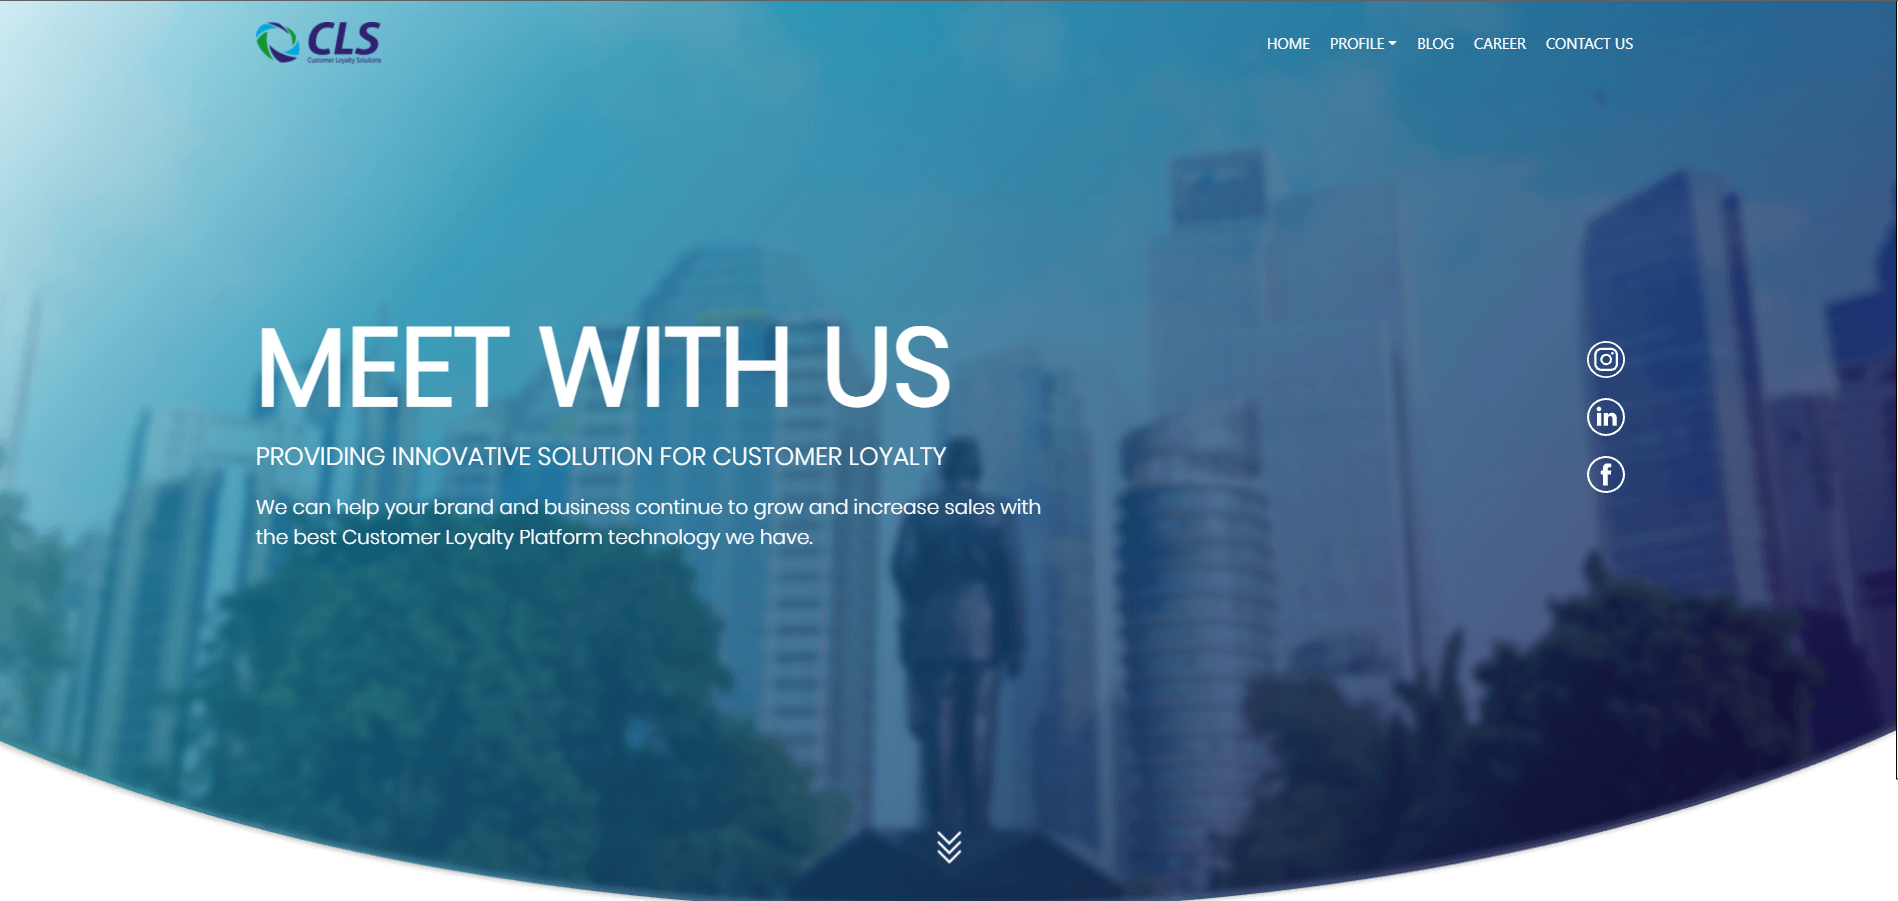 CLS
Customer Loyalty Solutions
HOME PROFILE BLOG CAREER CONTACT US
MEET WITH US
PROVIDING INNOVATIVE SOLUTION FOR CUSTOMER LOYALTY
We can help your brand and business continue to grow and increase sales with
the best Customer Loyalty Platform technology we have.